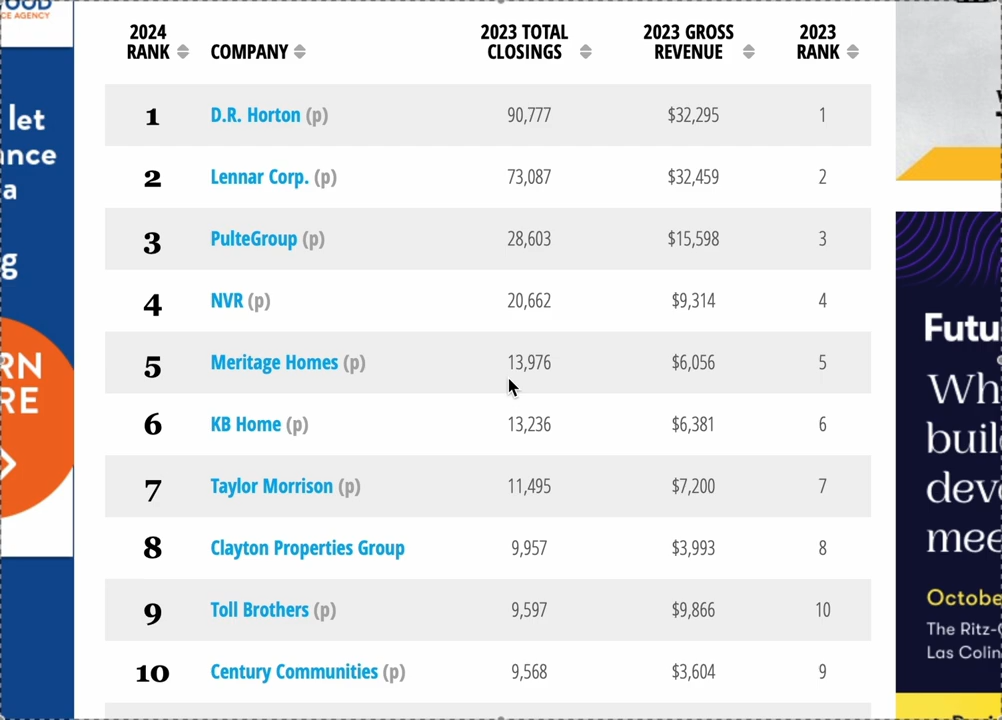 CE AGENCY
2024 RANK COMPANY 2023 TOTAL CLOSINGS 2023 GROSS REVENUE 2023 RANK
1 D.R. Horton (p) 90,777 $32,295 1
2 Lennar Corp. (p) 73,087 $32,459 2
3 PulteGroup (p) 28,603 $15,598 3
4 NVR (p) 20,662 $9,314 4
5 Meritage Homes (p) 13,976 $6,056 5
6 KB Home (p) 13,236 $6,381 6
7 Taylor Morrison (p) 11,495 $7,200 7
8 Clayton Properties Group 9,957 $3,993 8
9 Toll Brothers (p) 9,597 $9,866 10
10 Century Communities (p) 9,568 $3,604 9
let
ance
a
g
RN
RE
Futu
Wh
buil
deve
mee
Octobe
The Ritz-C
Las Colin